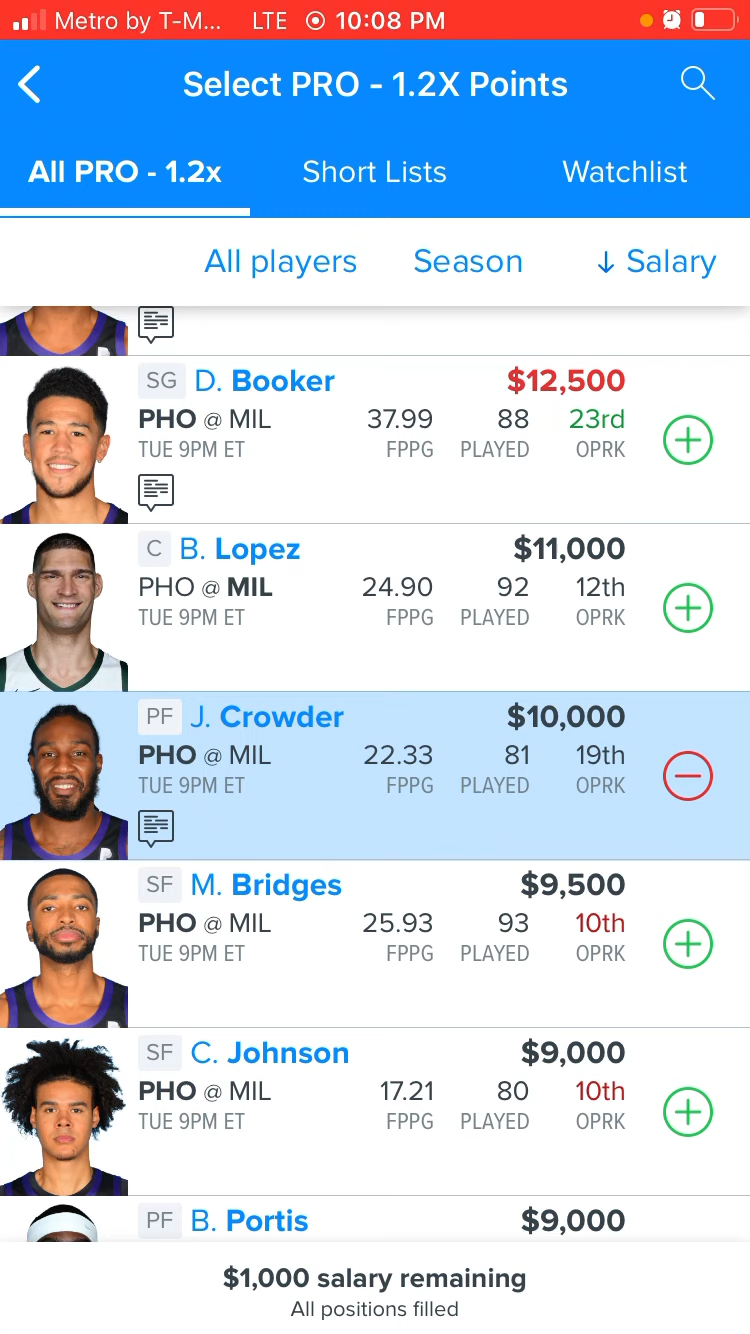 Metro by T-M... LTE 10:08 PM
Select PRO - 1.2X Points
All PRO - 1.2x Short Lists Watchlist
All players Season ↓ Salary
SG D. Booker $12,500
PHO @ MIL 37.99 88 23rd
TUE 9PM ET FPPG PLAYED OPRK
C B. Lopez $11,000
PHO @ MIL 24.90 92 12th
TUE 9PM ET FPPG PLAYED OPRK
PF J. Crowder $10,000
PHO @ MIL 22.33 81 19th
TUE 9PM ET FPPG PLAYED OPRK
SF M. Bridges $9,500
PHO @ MIL 25.93 93 10th
TUE 9PM ET FPPG PLAYED OPRK
SF C. Johnson $9,000
PHO @ MIL 17.21 80 10th
TUE 9PM ET FPPG PLAYED OPRK
PF B. Portis $9,000
$1,000 salary remaining
All positions filled